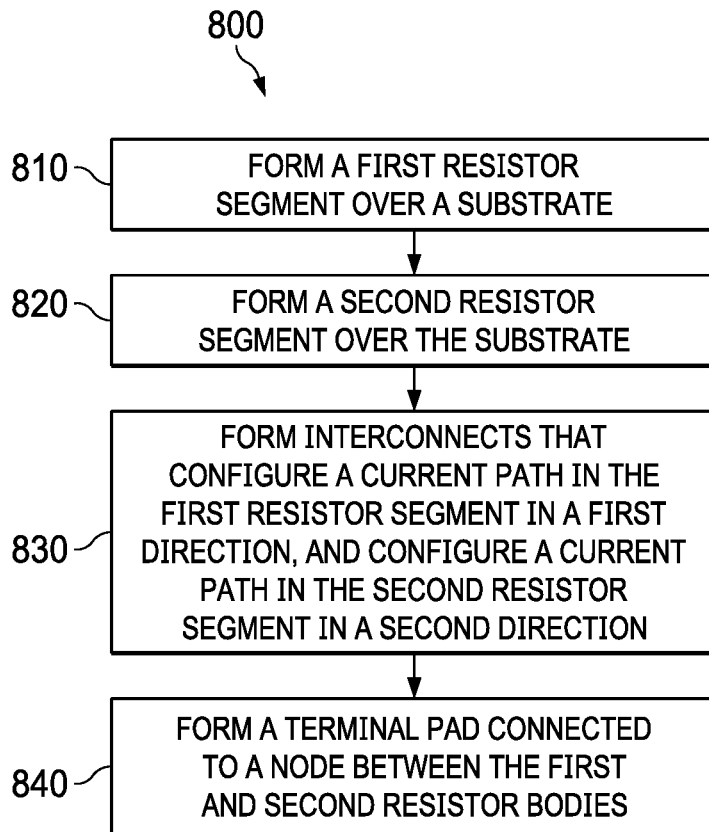 800
810
FORM A FIRST RESISTOR
SEGMENT OVER A SUBSTRATE
820
FORM A SECOND RESISTOR
SEGMENT OVER THE SUBSTRATE
830
FORM INTERCONNECTS THAT
CONFIGURE A CURRENT PATH IN THE
FIRST RESISTOR SEGMENT IN A FIRST
DIRECTION, AND CONFIGURE A CURRENT
PATH IN THE SECOND RESISTOR
SEGMENT IN A SECOND DIRECTION
840
FORM A TERMINAL PAD CONNECTED
TO A NODE BETWEEN THE FIRST
AND SECOND RESISTOR BODIES